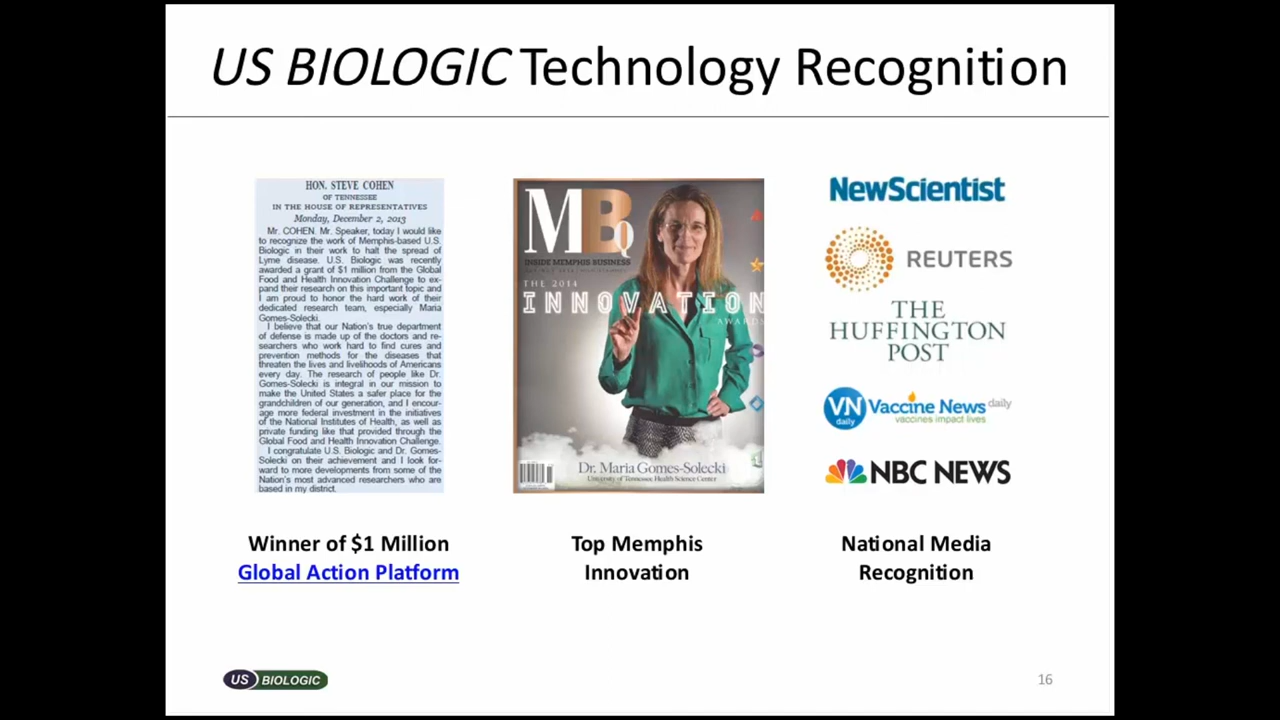 US BIOLOGIC Technology Recognition
HON. STEVE COHEN
OF TENNESSEE
IN THE HOUSE OF REPRESENTATIVES
Monday, December 2, 2013
Mr. COHEN. Mr. Speaker, today I would like
to recognize the work of Memphis-based U.S.
Biologic in their work to halt the spread of
Lyme disease. U.S. Biologic was recently
awarded a grant of $1 million from the Global
Food and Health Innovation Challenge to ex-
pand their research on this important topic and
I am proud to honor the hard work of their
dedicated research team, especially Maria
Gomes-Solecki.
I believe that our Nation's true department
of defense is made up of the doctors and re-
searchers who work hard to find cures and
prevention methods for the diseases that
threaten the lives and livelihoods of Americans
every day. The research of people like Dr.
Gomes-Solecki is integral in our mission to
make the United States a safer place for the
grandchildren of our generation, and I encour-
age more federal investment in the initiatives
of the National Institutes of Health, as well as
private funding like that provided through the
Global Food and Health Innovation Challenge.
I congratulate U.S. Biologic and Dr. Gomes-
Solecki on their achievement and I look for-
ward to more developments from some of the
Nation's most advanced researchers who are
based in my district.
Winner of $1 Million
Global Action Platform
MBQ
INSIDE MEMPHIS BUSINESS
THE 2014
INNOVATION
AWARDS
Dr. Maria Gomes-Solecki
University of Tennessee Health Science Center
Top Memphis
Innovation
NewScientist
REUTERS
THE
HUFFINGTON
POST
VN daily Vaccine News daily
vaccines impact lives
NBC NEWS
National Media
Recognition
US BIOLOGIC
16